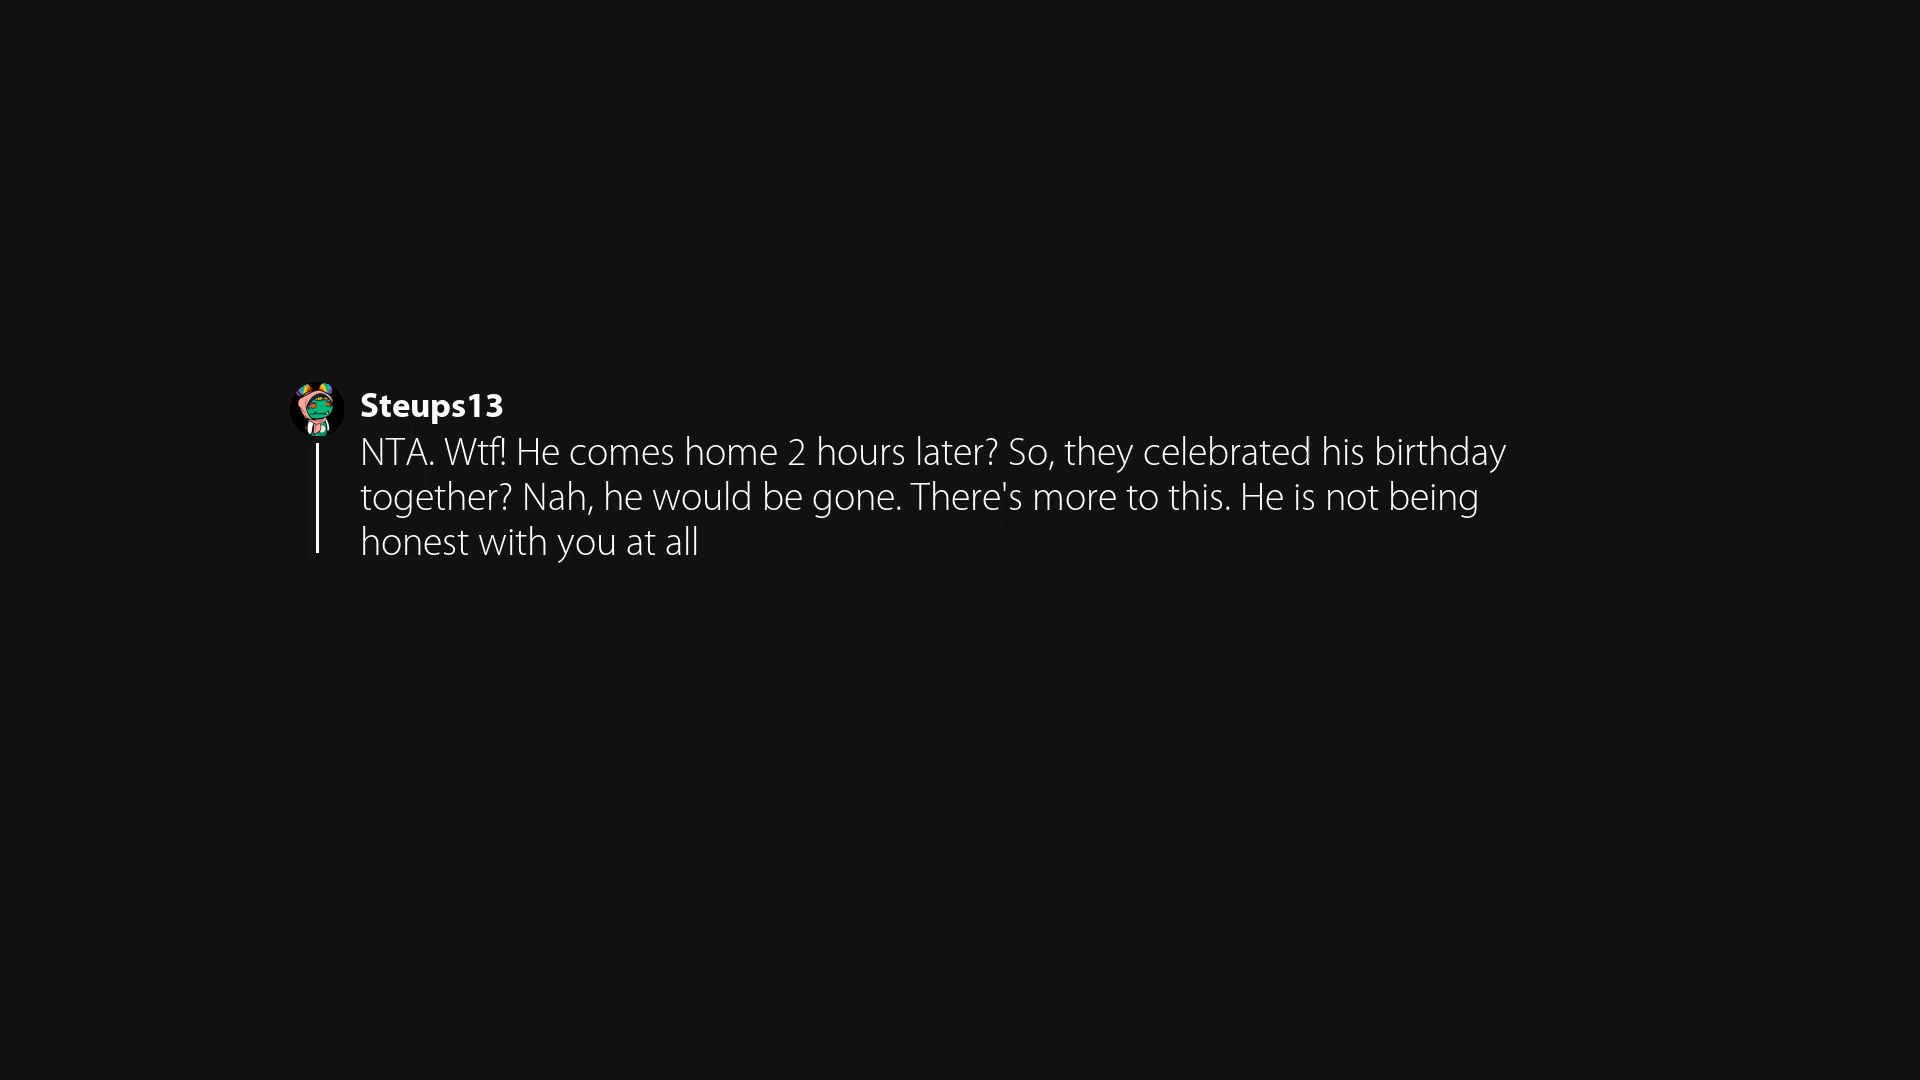 Steups13
NTA. Wtf! He comes home 2 hours later? So, they celebrated his birthday
together? Nah, he would be gone. There's more to this. He is not being
honest with you at all